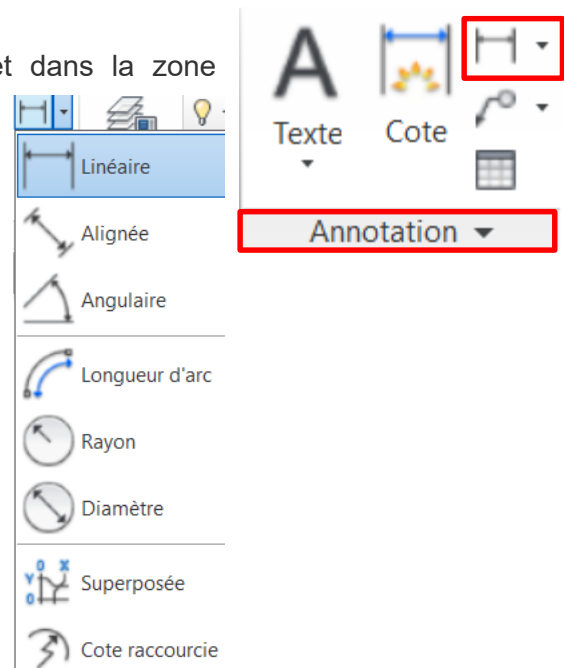 et dans la zone
Linéaire
Alignée
Angulaire
Longueur d'arc
Rayon
Diamètre
Superposée
Cote raccourcie
Texte
Cote
Annotation